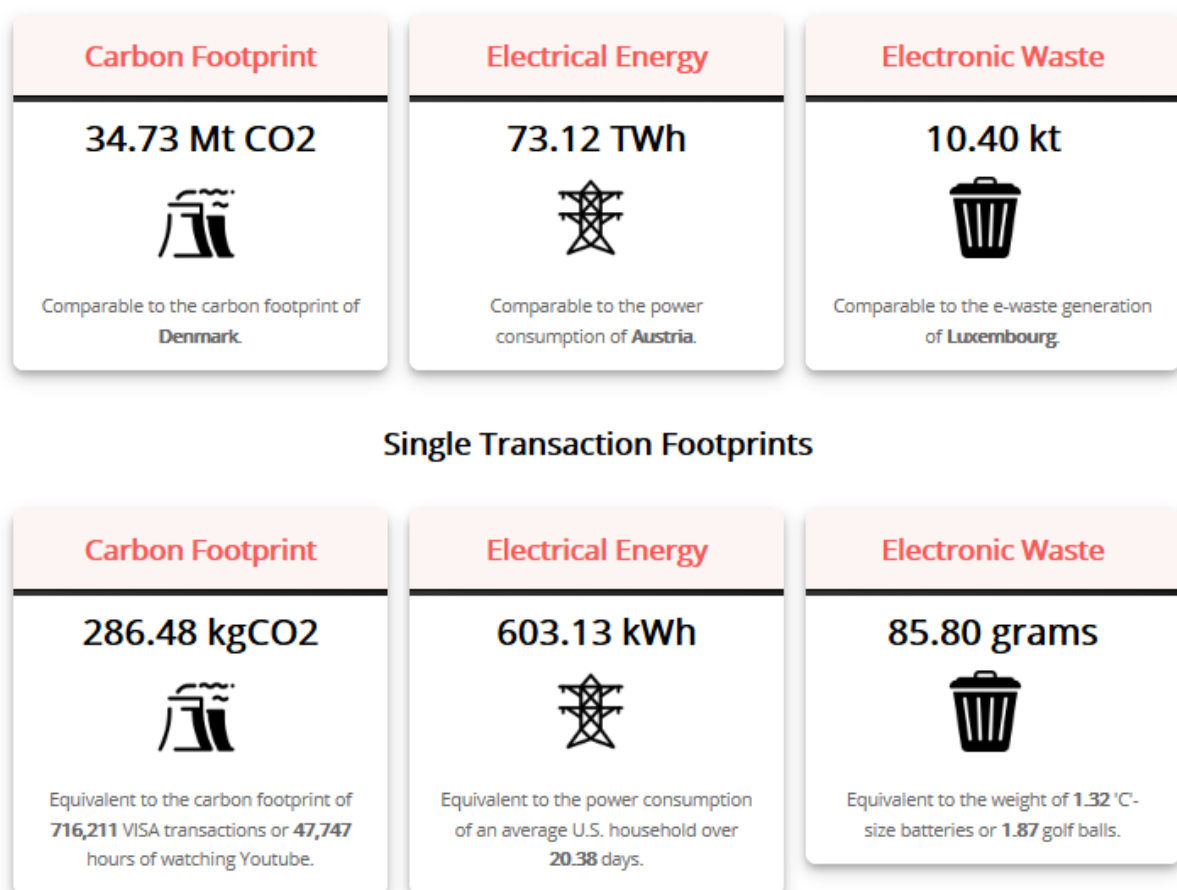 Carbon Footprint
34.73 Mt CO2
Comparable to the carbon footprint of
Denmark.
Electrical Energy
73.12 TWh
Comparable to the power
consumption of Austria.
Electronic Waste
10.40 kt
Comparable to the e-waste generation
of Luxembourg.
Single Transaction Footprints
Carbon Footprint
286.48 kgCO2
Equivalent to the carbon footprint of
716,211 VISA transactions or 47,747
hours of watching Youtube.
Electrical Energy
603.13 kWh
Equivalent to the power consumption
of an average U.S. household over
20.38 days.
Electronic Waste
85.80 grams
Equivalent to the weight of 1.32 'C'-
size batteries or 1.87 golf balls.